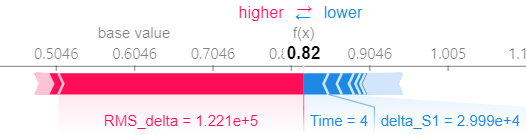 higher ⇄ lower
base value f(x)
0.5046 0.6046 0.7046 0.8 0.82 0.9046 1.005 1.1
RMS_delta = 1.221e+5 Time = 4 delta_S1 = 2.999e+4